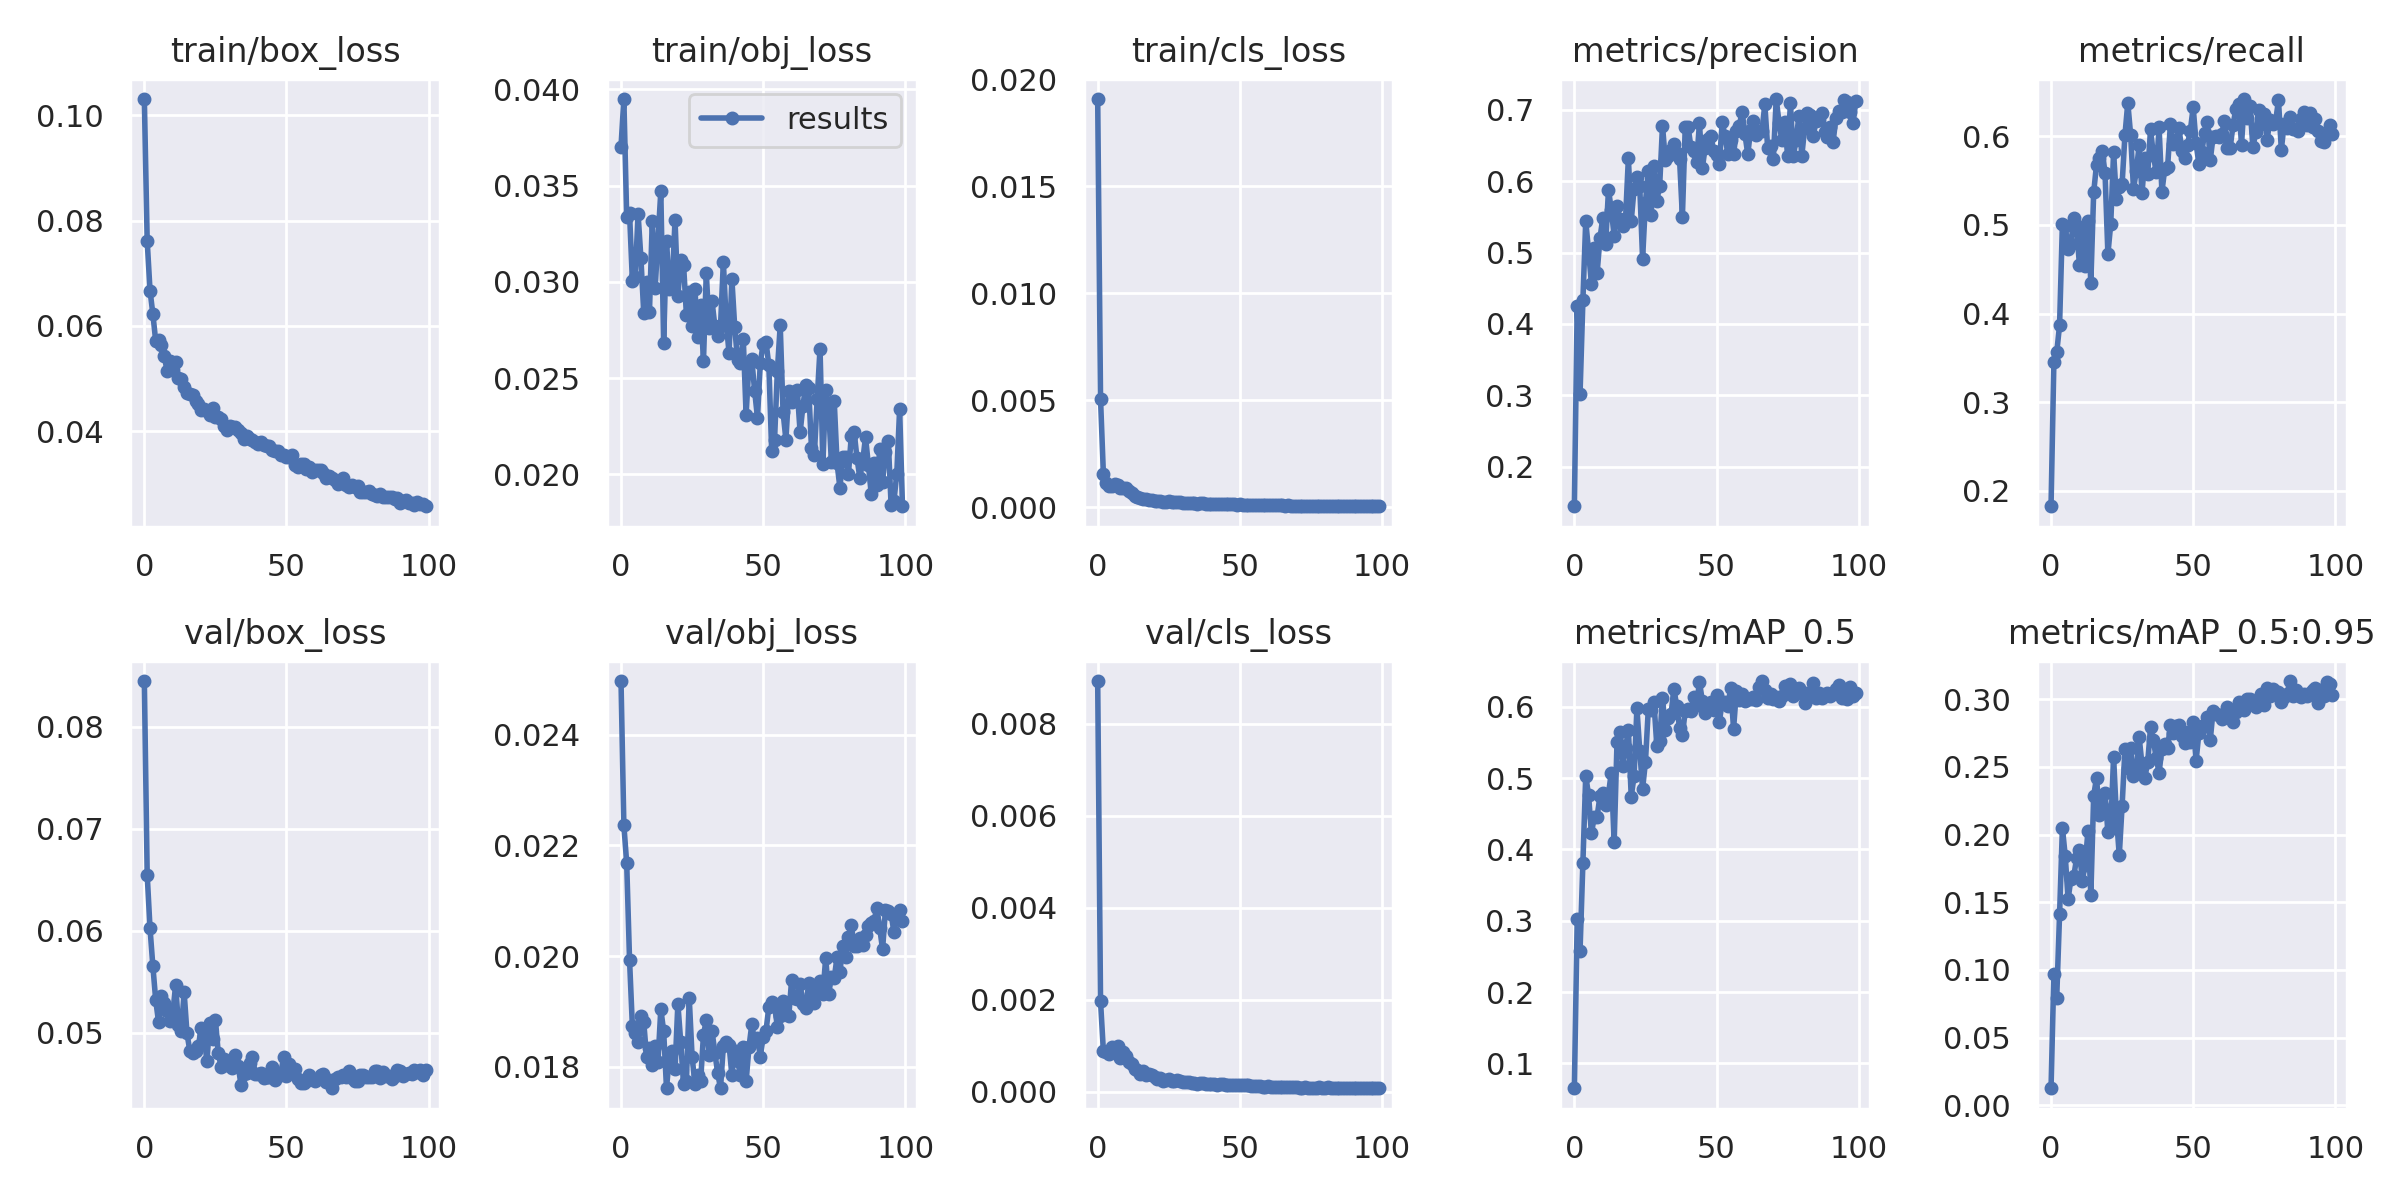 train/box_loss
0.10
0.08
0.06
0.04
0 50 100
train/obj_loss
results
0.040
0.035
0.030
0.025
0.020
0 50 100
train/cls_loss
0.020
0.015
0.010
0.005
0.000
0 50 100
metrics/precision
0.7
0.6
0.5
0.4
0.3
0.2
0 50 100
metrics/recall
0.6
0.5
0.4
0.3
0.2
0 50 100
val/box_loss
0.08
0.07
0.06
0.05
0 50 100
val/obj_loss
0.024
0.022
0.020
0.018
0 50 100
val/cls_loss
0.008
0.006
0.004
0.002
0.000
0 50 100
metrics/mAP_0.5
0.6
0.5
0.4
0.3
0.2
0.1
0 50 100
metrics/mAP_0.5:0.95
0.30
0.25
0.20
0.15
0.10
0.05
0.00
0 50 100